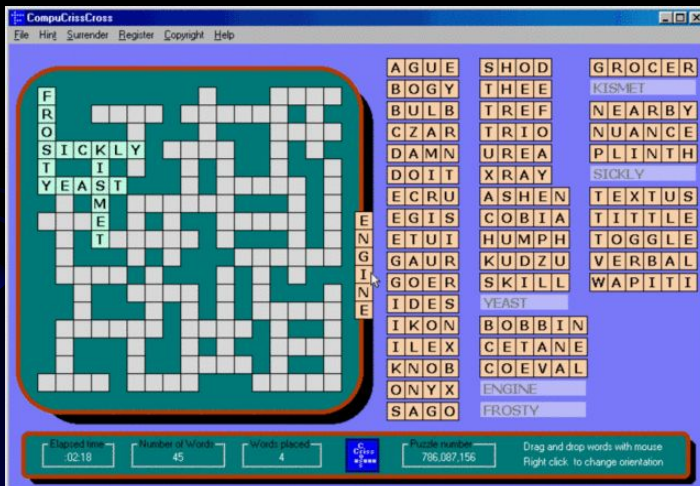 CompuCrissCross
File Hint Surrender Register Copyright Help
FROSTY
SICKLY
YEAST
KISMET
ENGINE
AGUE
BOGY
BULB
CZAR
DAMN
DOIT
ECRU
EGIS
ETUI
GAUR
GOER
IDES
IKON
ILEX
KNOB
ONYX
SAGO
SHOD
THEE
TREF
TRIO
UREA
XRAY
ASHEN
COBIA
HUMPH
KUDZU
SKILL
YEAST
BOBBIN
CETANE
COEVAL
ENGINE
FROSTY
GROCER
KISMET
NEARBY
NUANCE
PLINTH
SICKLY
TEXTUS
TITTLE
TOGGLE
VERBAL
WAPITI
Elapsed time
:02:18
Number of Words
45
Words placed
4
Puzzle number
786,087,156
Drag and drop words with mouse
Right click to change orientation